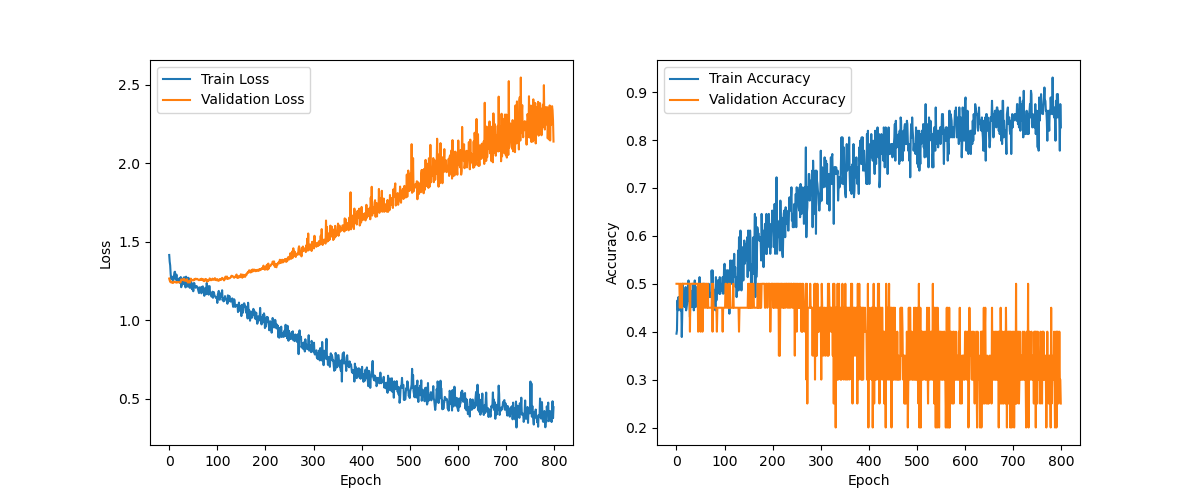 Train Loss
Validation Loss
2.5
2.0
1.5
1.0
0.5
Loss
0 100 200 300 400 500 600 700 800
Epoch
Train Accuracy
Validation Accuracy
0.9
0.8
0.7
0.6
0.5
0.4
0.3
0.2
Accuracy
0 100 200 300 400 500 600 700 800
Epoch